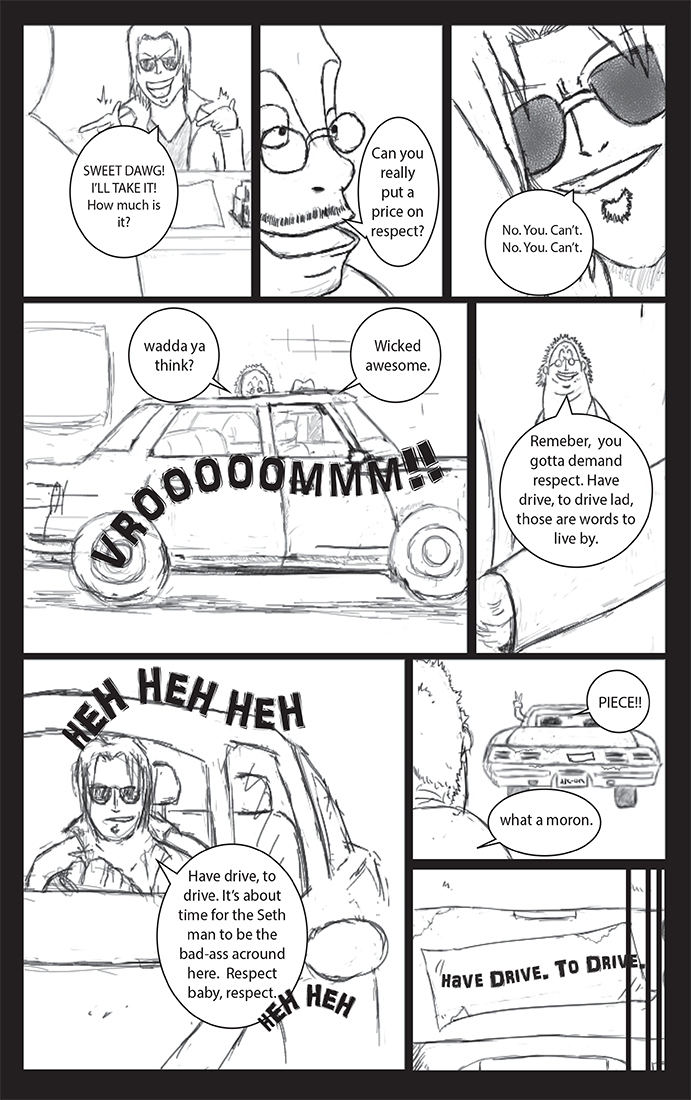 SWEET DAWG!
I'LL TAKE IT!
How much is
it?
Can you
really
put a
price on
respect?
No. You. Can't.
No. You. Can't.
wadda ya
think?
Wicked
awesome.
VROOOOOMMM!!
Remeber, you
gotta demand
respect. Have
drive, to drive lad,
those are words to
live by.
HEH HEH HEH
Have drive, to
drive. It's about
time for the Seth
man to be the
bad-ass acround
here. Respect
baby, respect.
HEH HEH
PIECE!!
what a moron.
HAVE DRIVE. TO DRIVE.